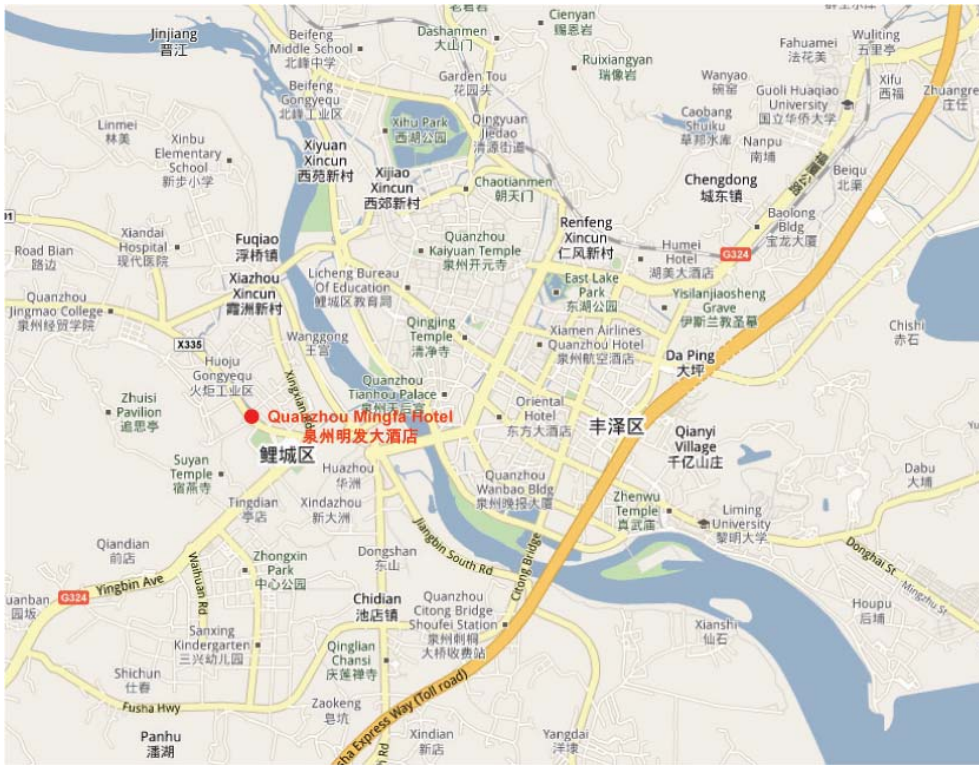 Jinjiang
晋江
Beifeng
Middle School
北峰中学
Dashanmen
大山门
Cienyan
赐恩岩
Ruixiangyan
瑞像岩
Fahuamei
法花美
Wuliting
五里亭
Wanyao
碗窑
Guoli Huaqiao
University
国立华侨大学
Xifu
西福
庄任
Beifeng
Gongyequ
北峰工业区
Garden Tou
花园头
Caobang
Shuiku
草邦水库
Nanpu
南埔
Linmei
林美
Xinbu
Elementary
School
新步小学
Xihu Park
西湖公园
Qingyuan
Jiedao
清源街道
Xiyuan
Xincun
西苑新村
Xijiao
Xincun
西郊新村
Chaotianmen
朝天门
Chengdong
城东镇
福厦公路
Beiqu
北渠
Renfeng
Xincun
仁风新村
Baolong
Bldg
宝龙大厦
Road Bian
路边
Xiandai
Hospital
现代医院
Fuqiao
浮桥镇
Quanzhou
Kaiyuan Temple
泉州开元寺
Humei
Hotel
湖美大酒店
G324
Quanzhou
Jingmao College
泉州经贸学院
Xiazhou
Xincun
霞洲新村
Licheng Bureau
Of Education
鲤城区教育局
East Lake
Park
东湖公园
Yisilanjiaosheng
Grave
伊斯兰教圣墓
X335
Wanggong
王宫
Qingjing
Temple
清净寺
Xiamen Airlines
Quanzhou Hotel
泉州航空酒店
Da Ping
大坪
Chishi
赤石
Huoju
Gongyequ
火炬工业区
Quanzhou
Tianhou Palace
泉州天后宫
Zhuisi
Pavilion
追思亭
Quanzhou Mingfa Hotel
泉州明发大酒店
Oriental
Hotel
东方大酒店
丰泽区
Qianyi
Village
千亿山庄
鲤城区
Suyan
Temple
宿燕寺
Huazhou
华洲
Quanzhou
Wanbao Bldg
泉州晚报大厦
Dabu
大埔
Tingdian
亭店
Xindazhou
新大洲
Zhenwu
Temple
真武庙
Liming
University
黎明大学
Qiandian
前店
Zhongxin
Park
中心公园
Dongshan
东山
Jiangbin South Rd
Citong Bridge
Donghai St
Mingzhu St
Yingbin Ave
Waihuan Rd
G324
园坂
Chidian
池店镇
Quanzhou
Citong Bridge
Shoufei Station
泉州刺桐
大桥收费站
Xianshi
仙石
Houpu
后埔
Sanxing
Kindergarten
三兴幼儿园
Qinglian
Chansi
庆莲禅寺
Shichun
仕春
Fusha Hwy
Zaokeng
皂坑
Express Way (Toll road)
Panhu
潘湖
Xindian
新店
Yangdai
洋埭